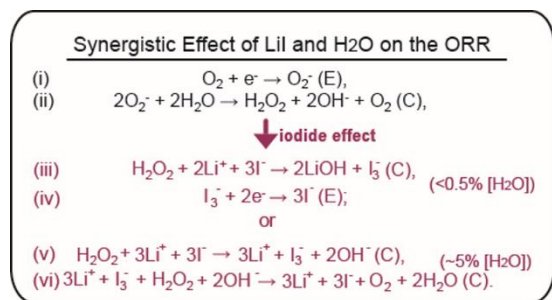 Synergistic Effect of LiI and H2O on the ORR
(i) O₂ + e⁻ → O₂⁻ (E),
(ii) 2O₂⁻ + 2H₂O → H₂O₂ + 2OH⁻ + O₂ (C),
iodide effect
(iii) H₂O₂ + 2Li⁺ + 3I⁻ → 2LiOH + I₃⁻ (C),
(<0.5% [H₂O])
(iv) I₃⁻ + 2e⁻ → 3I⁻ (E);
or
(v) H₂O₂ + 3Li⁺ + 3I⁻ → 3Li⁺ + I₃⁻ + 2OH⁻ (C),
(~5% [H₂O])
(vi) 3Li⁺ + I₃⁻ + H₂O₂ + 2OH⁻ → 3Li⁺ + 3I⁻ + O₂ + 2H₂O (C).